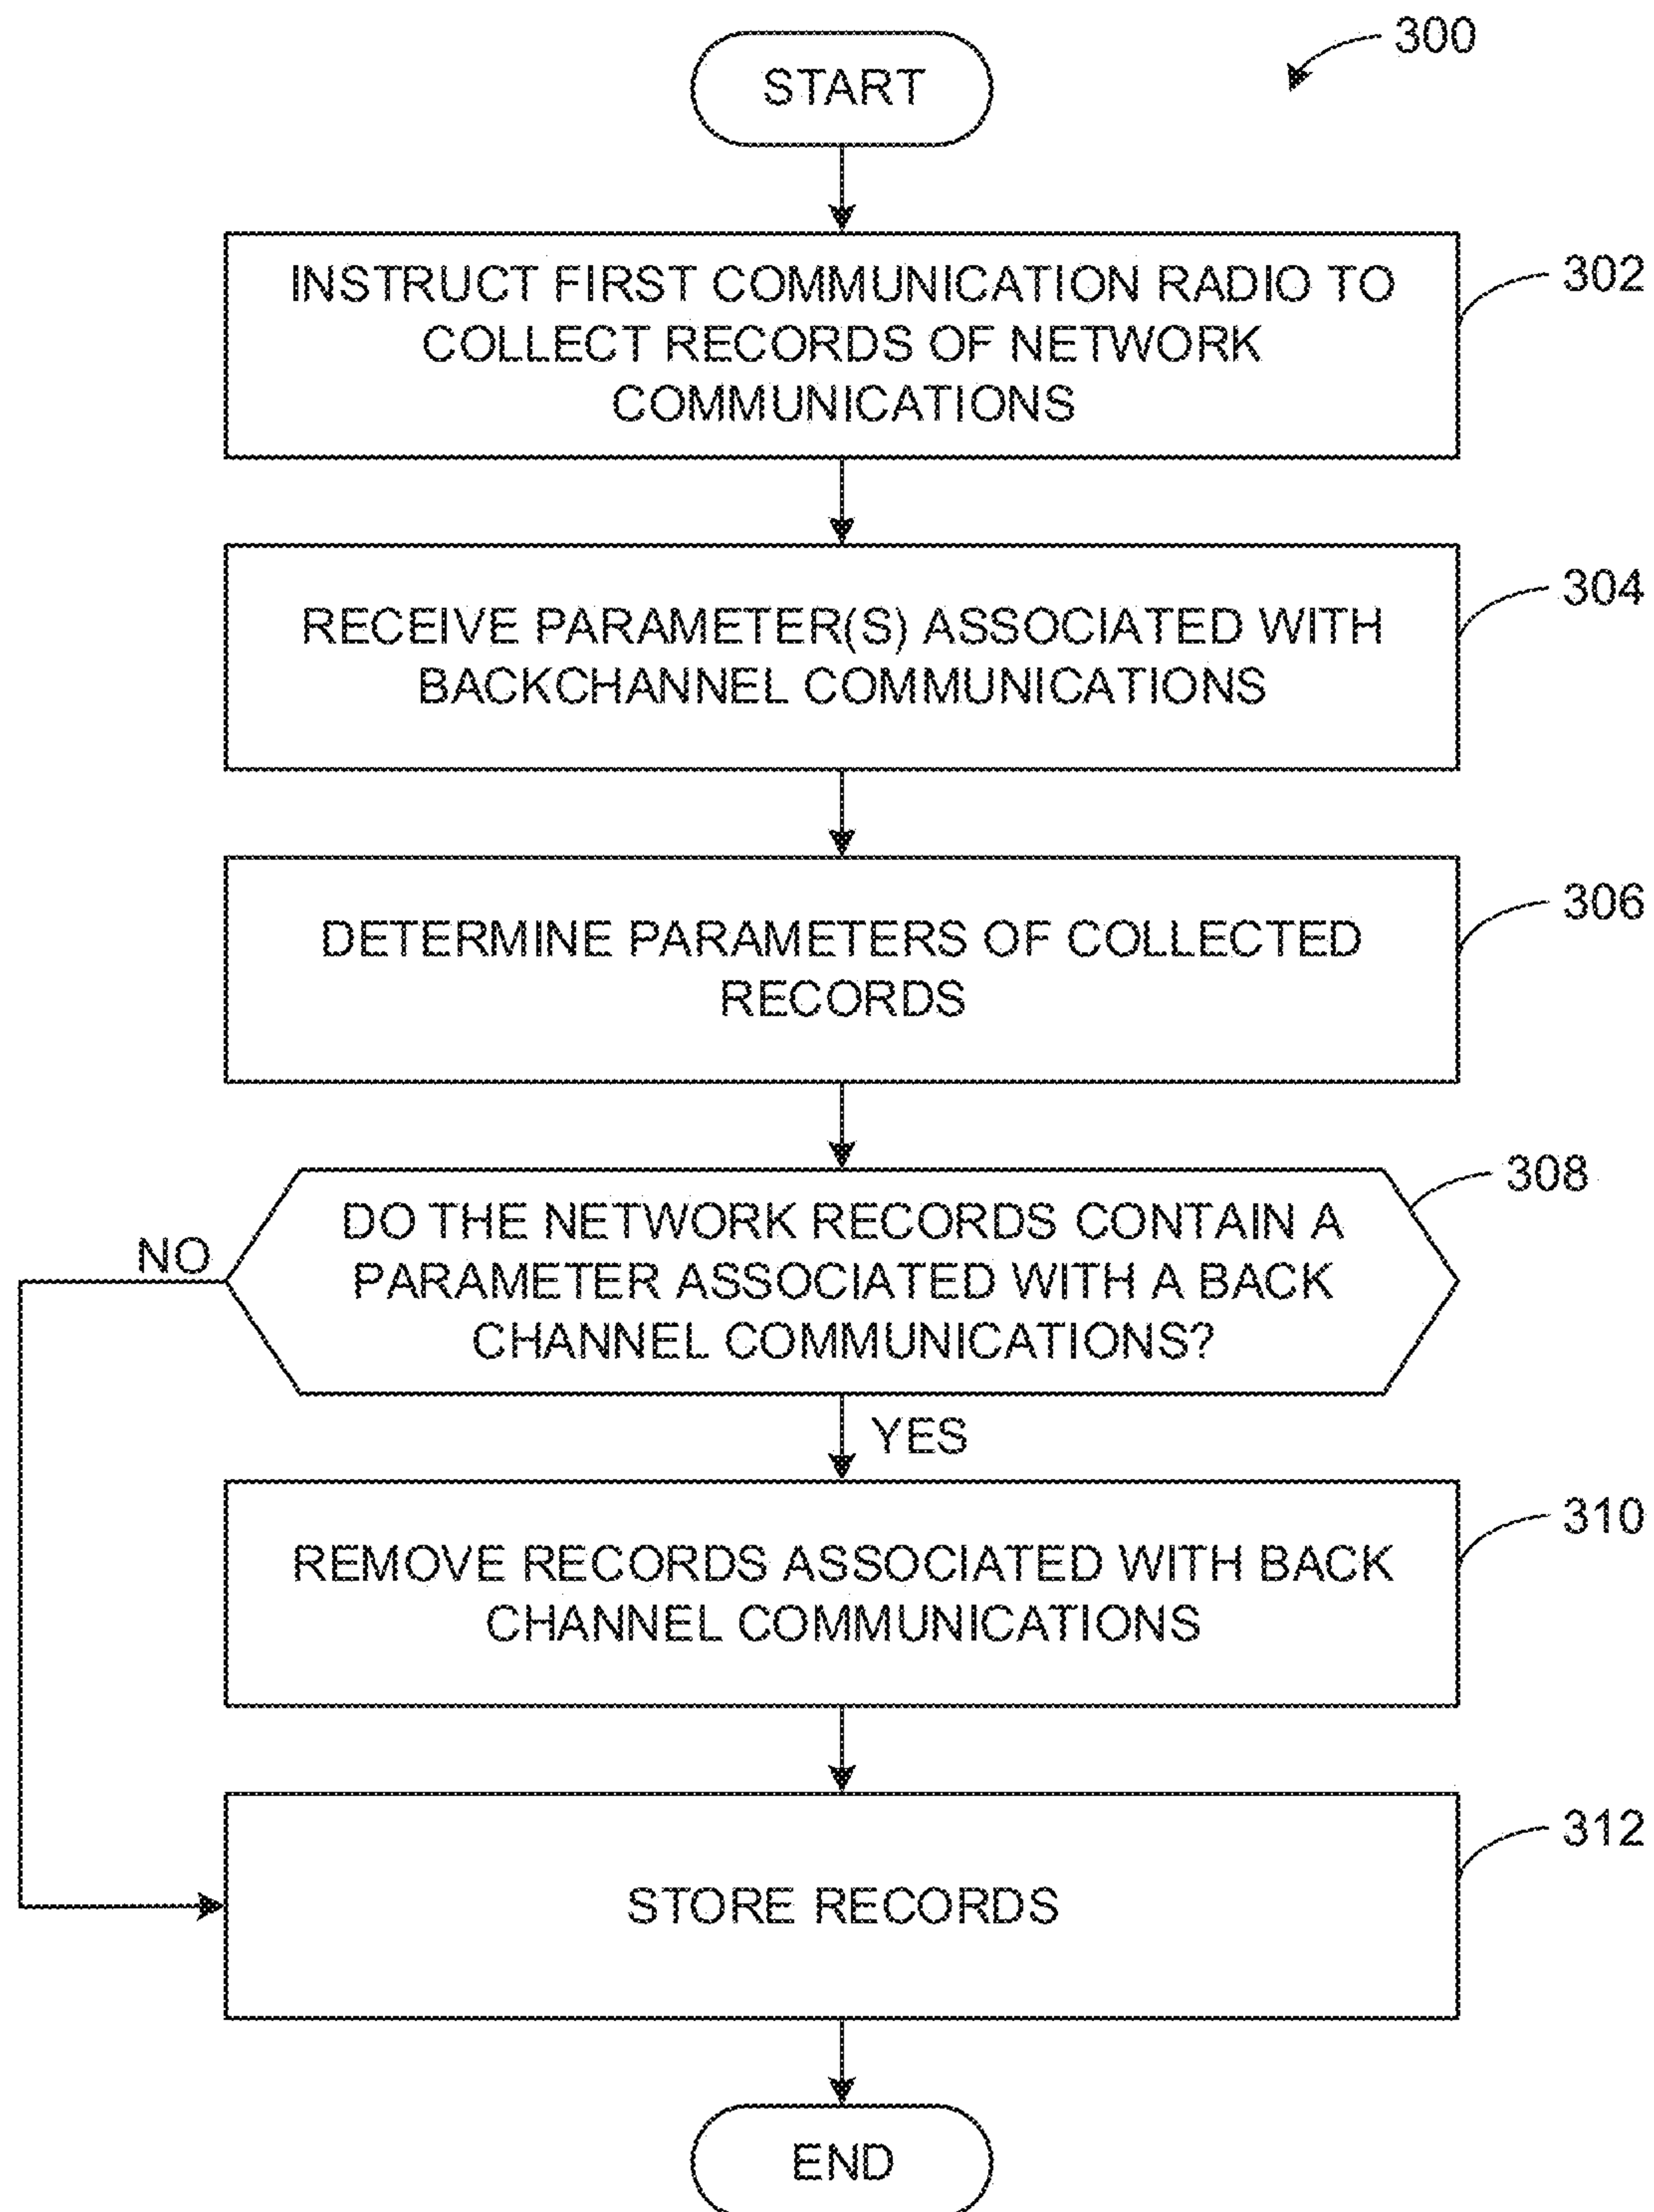 300
START
INSTRUCT FIRST COMMUNICATION RADIO TO
COLLECT RECORDS OF NETWORK
COMMUNICATIONS
302
RECEIVE PARAMETER(S) ASSOCIATED WITH
BACKCHANNEL COMMUNICATIONS
304
DETERMINE PARAMETERS OF COLLECTED
RECORDS
306
DO THE NETWORK RECORDS CONTAIN A
PARAMETER ASSOCIATED WITH A BACK
CHANNEL COMMUNICATIONS?
308
NO
YES
REMOVE RECORDS ASSOCIATED WITH BACK
CHANNEL COMMUNICATIONS
310
STORE RECORDS
312
END